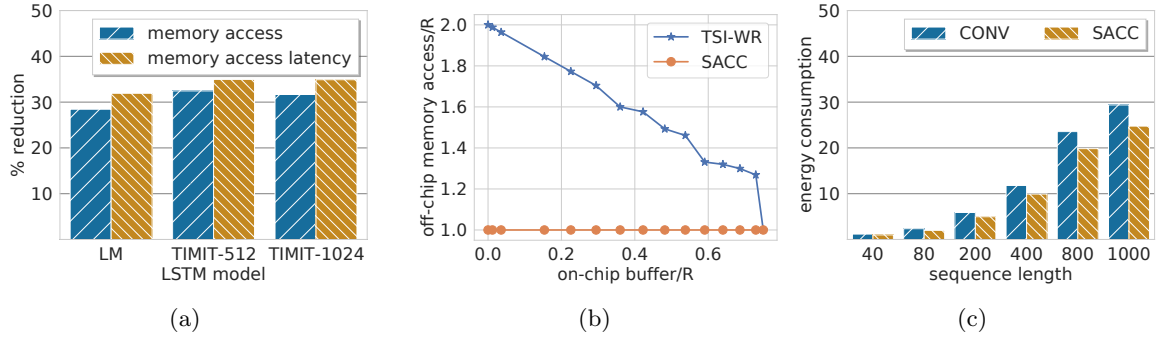 50
40
30
20
10
% reduction
memory access
memory access latency
LM
TIMIT-512
TIMIT-1024
LSTM model
(a)
2.0
1.8
1.6
1.4
1.2
1.0
off-chip memory access/R
TSI-WR
SACC
0.0
0.2
0.4
0.6
on-chip buffer/R
(b)
50
40
30
20
10
energy consumption
CONV
SACC
40
80
200
400
800
1000
sequence length
(c)